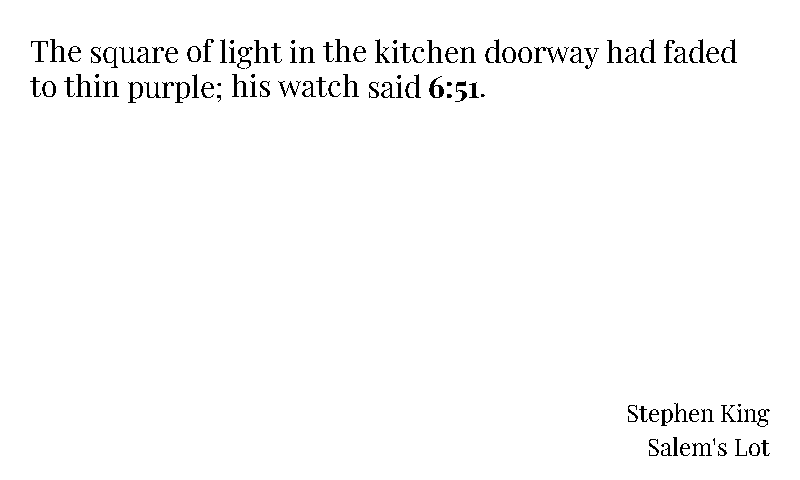 The square of light in the kitchen doorway had faded
to thin purple; his watch said 6:51.
Stephen King
Salem's Lot